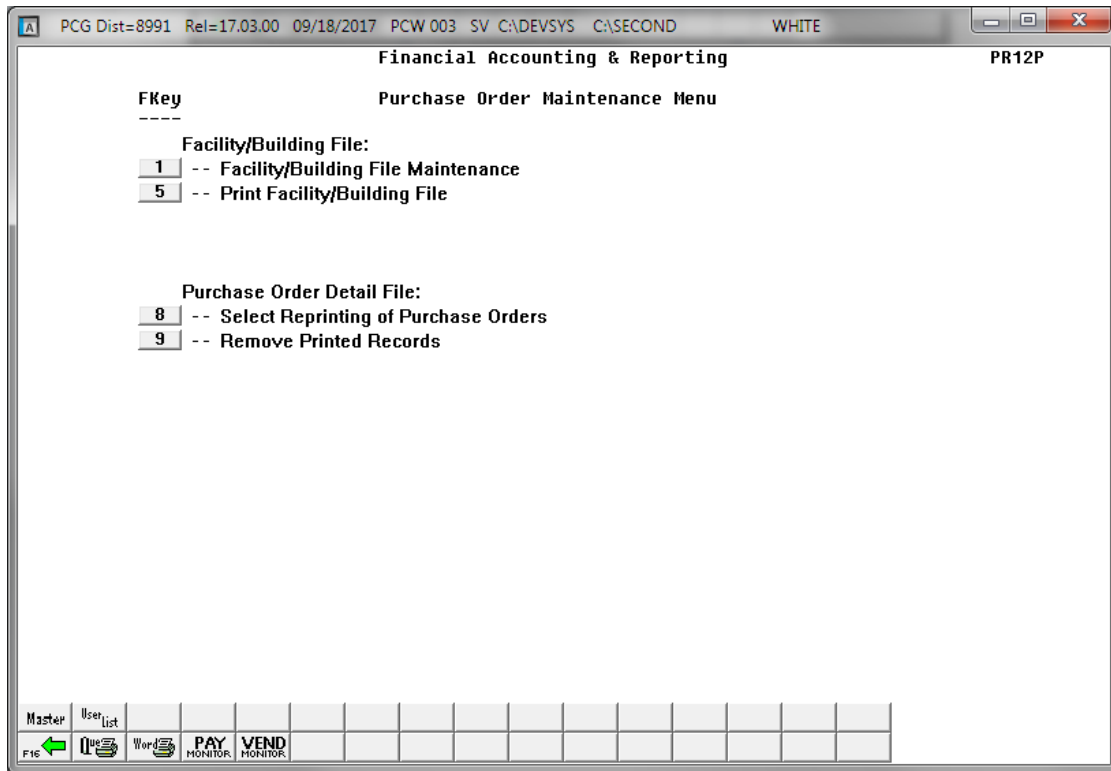 A PCG Dist=8991 Rel=17.03.00 09/18/2017 PCW 003 SV C:\DEVSYS C:\SECOND WHITE
Financial Accounting & Reporting PR12P
FKey Purchase Order Maintenance Menu
----
Facility/Building File:
1 -- Facility/Building File Maintenance
5 -- Print Facility/Building File
Purchase Order Detail File:
8 -- Select Reprinting of Purchase Orders
9 -- Remove Printed Records
Master User List
F16 Que Word PAY MONITOR VEND MONITOR